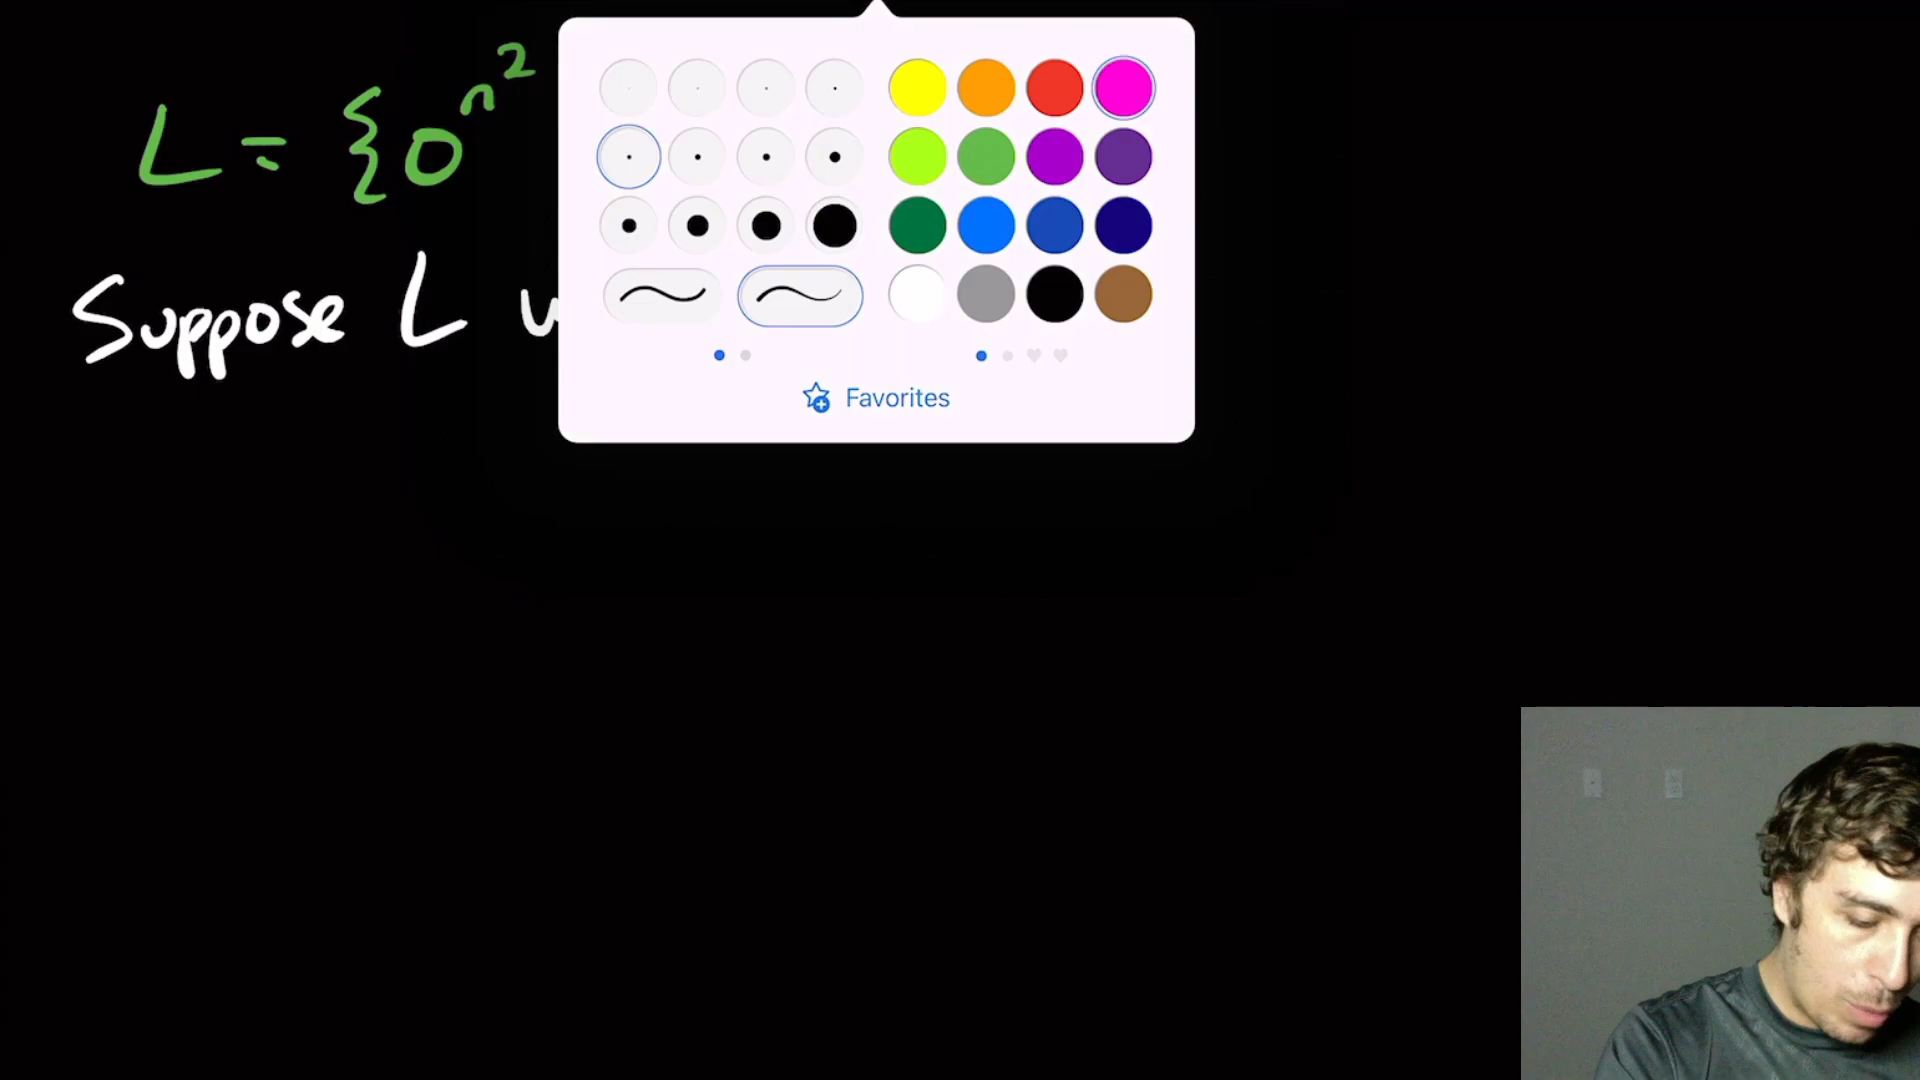 L = {0^n^2
Suppose L w
Favorites